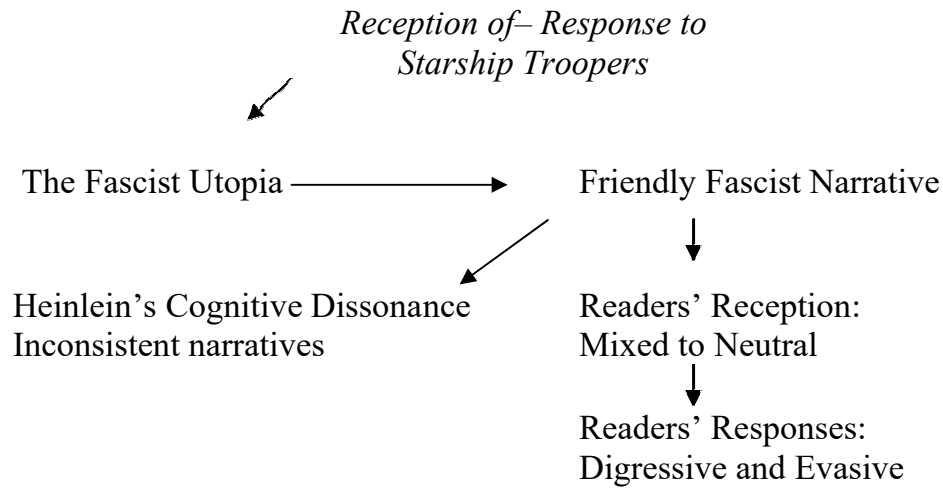 Reception of– Response to
Starship Troopers
The Fascist Utopia
Friendly Fascist Narrative
Heinlein’s Cognitive Dissonance
Inconsistent narratives
Readers’ Reception:
Mixed to Neutral
Readers’ Responses:
Digressive and Evasive